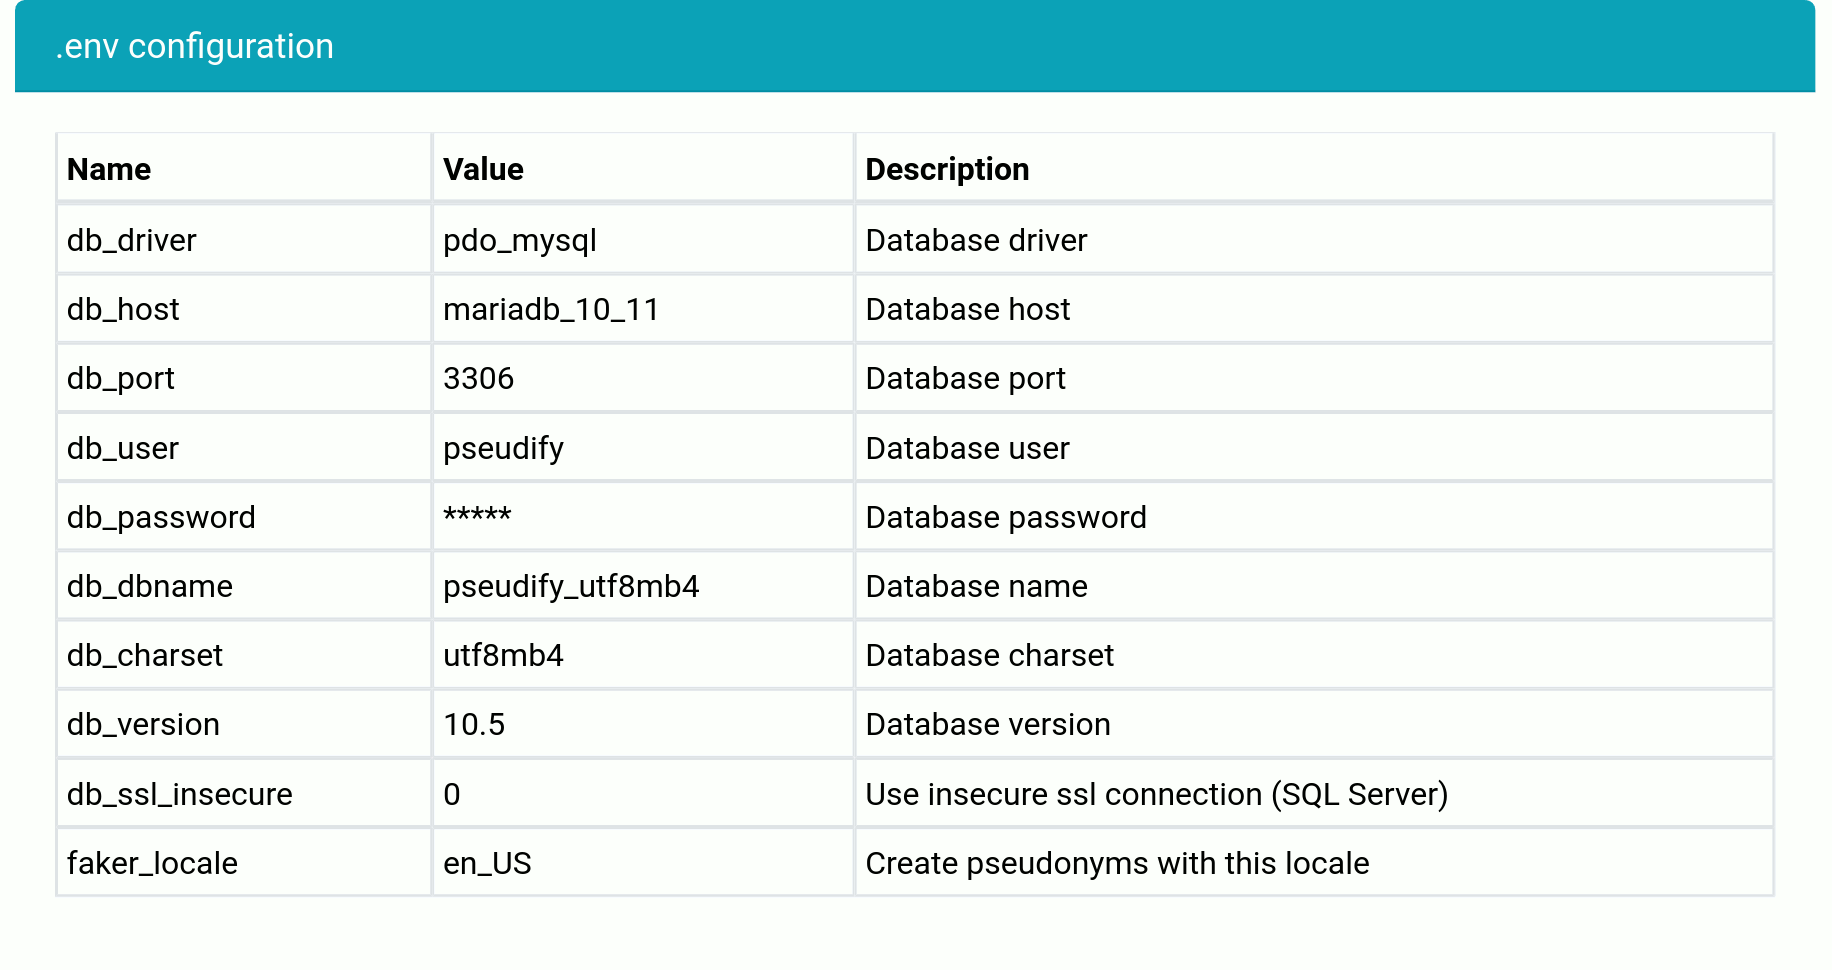 .env configuration
Name Value Description
db_driver pdo_mysql Database driver
db_host mariadb_10_11 Database host
db_port 3306 Database port
db_user pseudify Database user
db_password ***** Database password
db_dbname pseudify_utf8mb4 Database name
db_charset utf8mb4 Database charset
db_version 10.5 Database version
db_ssl_insecure 0 Use insecure ssl connection (SQL Server)
faker_locale en_US Create pseudonyms with this locale